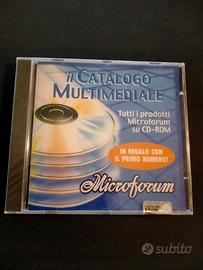 il CATALOGO
MULTIMEDIALE
Tutti i prodotti
Microforum
su CD-ROM
IN REGALO CON
IL PRIMO NUMERO!
Microforum
subito